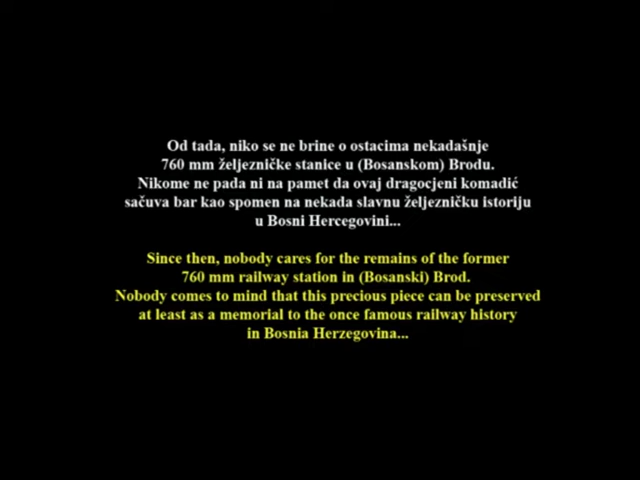 Od tada, niko se ne brine o ostacima nekadašnje
760 mm željezničke stanice u (Bosanskom) Brodu.
Nikome ne pada ni na pamet da ovaj dragocjeni komadić
sačuva bar kao spomen na nekada slavnu željezničku istoriju
u Bosni Hercegovini...
Since then, nobody cares for the remains of the former
760 mm railway station in (Bosanski) Brod.
Nobody comes to mind that this precious piece can be preserved
at least as a memorial to the once famous railway history
in Bosnia Herzegovina...